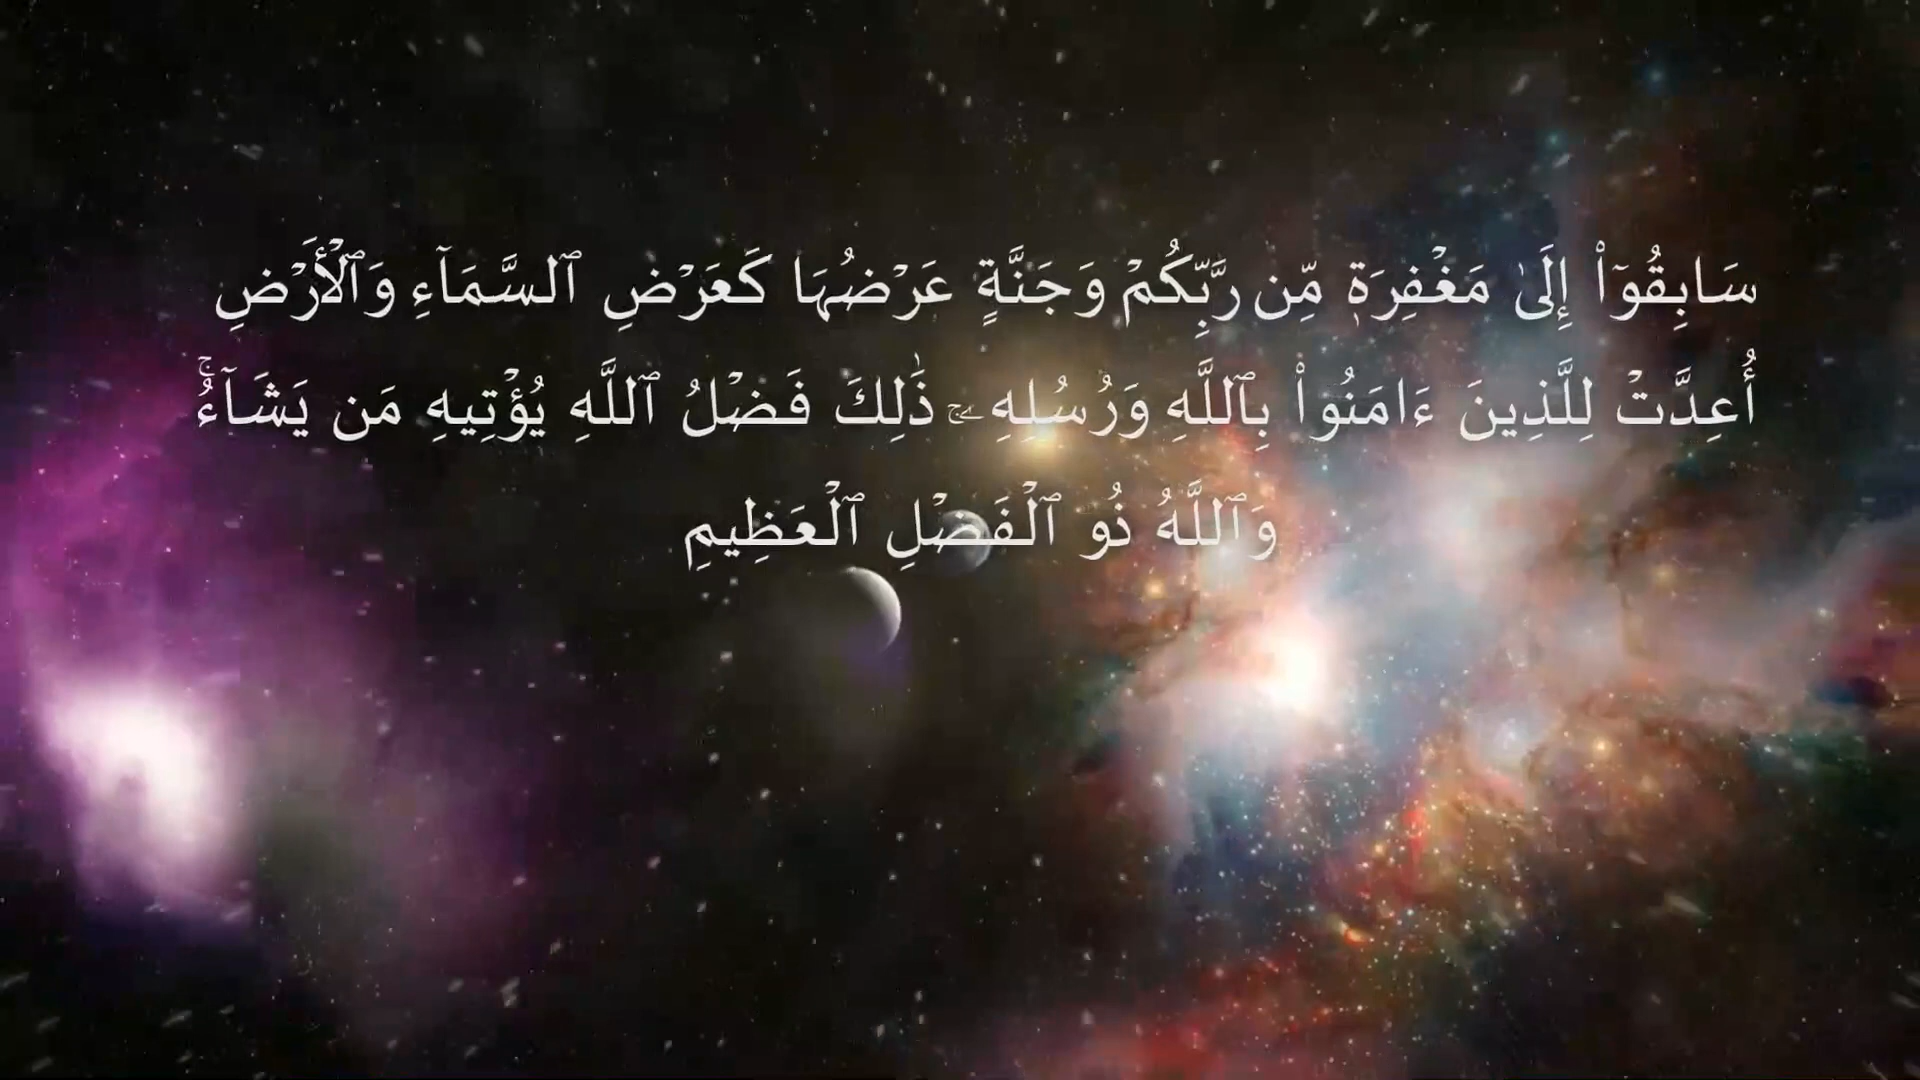 سَابِقُوٓا۟ إِلَىٰ مَغْفِرَةٍ مِّن رَّبِّكُمْ وَجَنَّةٍ عَرْضُهَا كَعَرْضِ ٱلسَّمَآءِ وَٱلْأَرْضِ
أُعِدَّتْ لِلَّذِينَ ءَامَنُوا۟ بِٱللَّهِ وَرُسُلِهِۦ ۚ ذَٰلِكَ فَضْلُ ٱللَّهِ يُؤْتِيهِ مَن يَشَآءُ ۚ
وَٱللَّهُ ذُو ٱلْفَضْلِ ٱلْعَظِيمِ